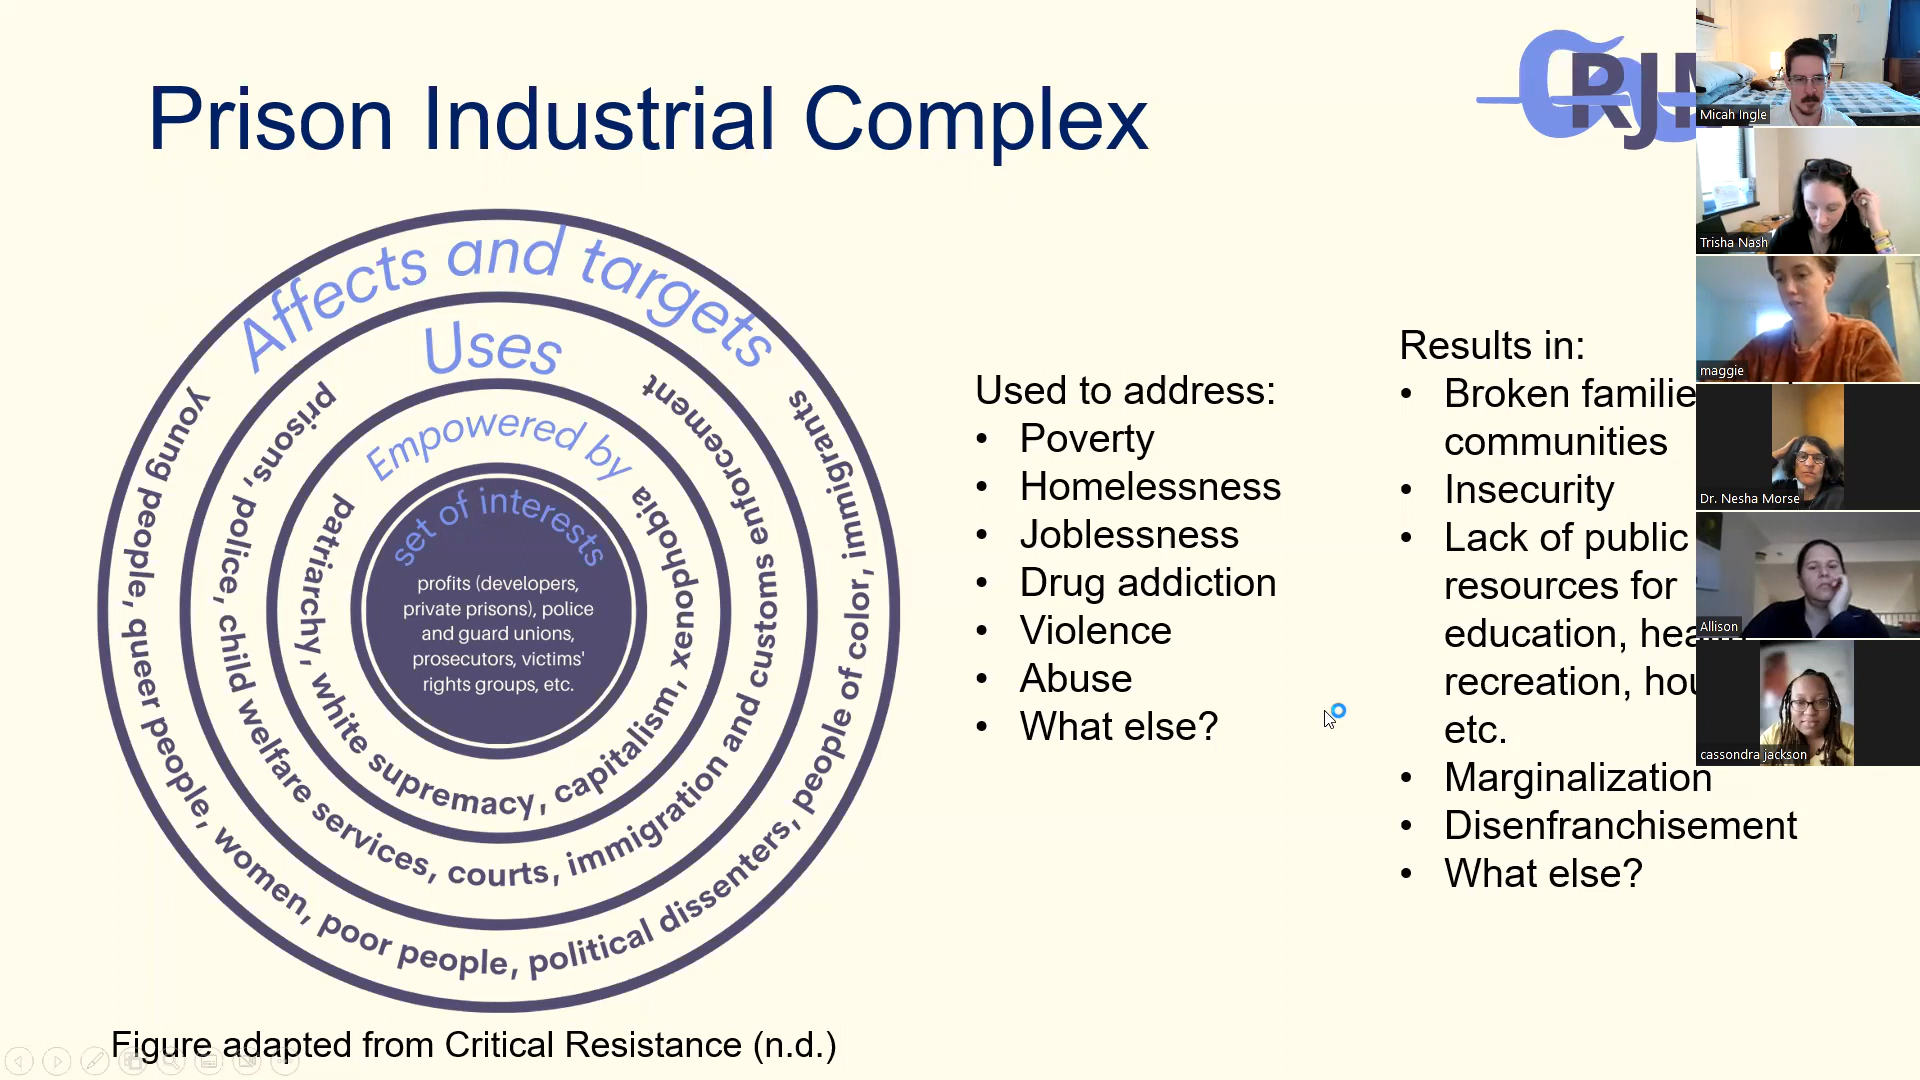 Prison Industrial Complex
RJ
Affects and targets
young people, queer people, women, poor people, political dissenters, people of color, immigrants
Uses
prisons, police, child welfare services, courts, immigration and customs enforcement
Empowered by
patriarchy, white supremacy, capitalism, xenophobia
set of interests
profits (developers,
private prisons), police
and guard unions,
prosecutors, victims'
rights groups, etc.
Used to address:
• Poverty
• Homelessness
• Joblessness
• Drug addiction
• Violence
• Abuse
• What else?
Results in:
• Broken familie
communities
• Insecurity
• Lack of public
resources for
education, hea
recreation, hou
etc.
• Marginalization
• Disenfranchisement
• What else?
Figure adapted from Critical Resistance (n.d.)
Micah Ingle
Trisha Nash
maggie
Dr. Nesha Morse
Allison
cassondra jackson